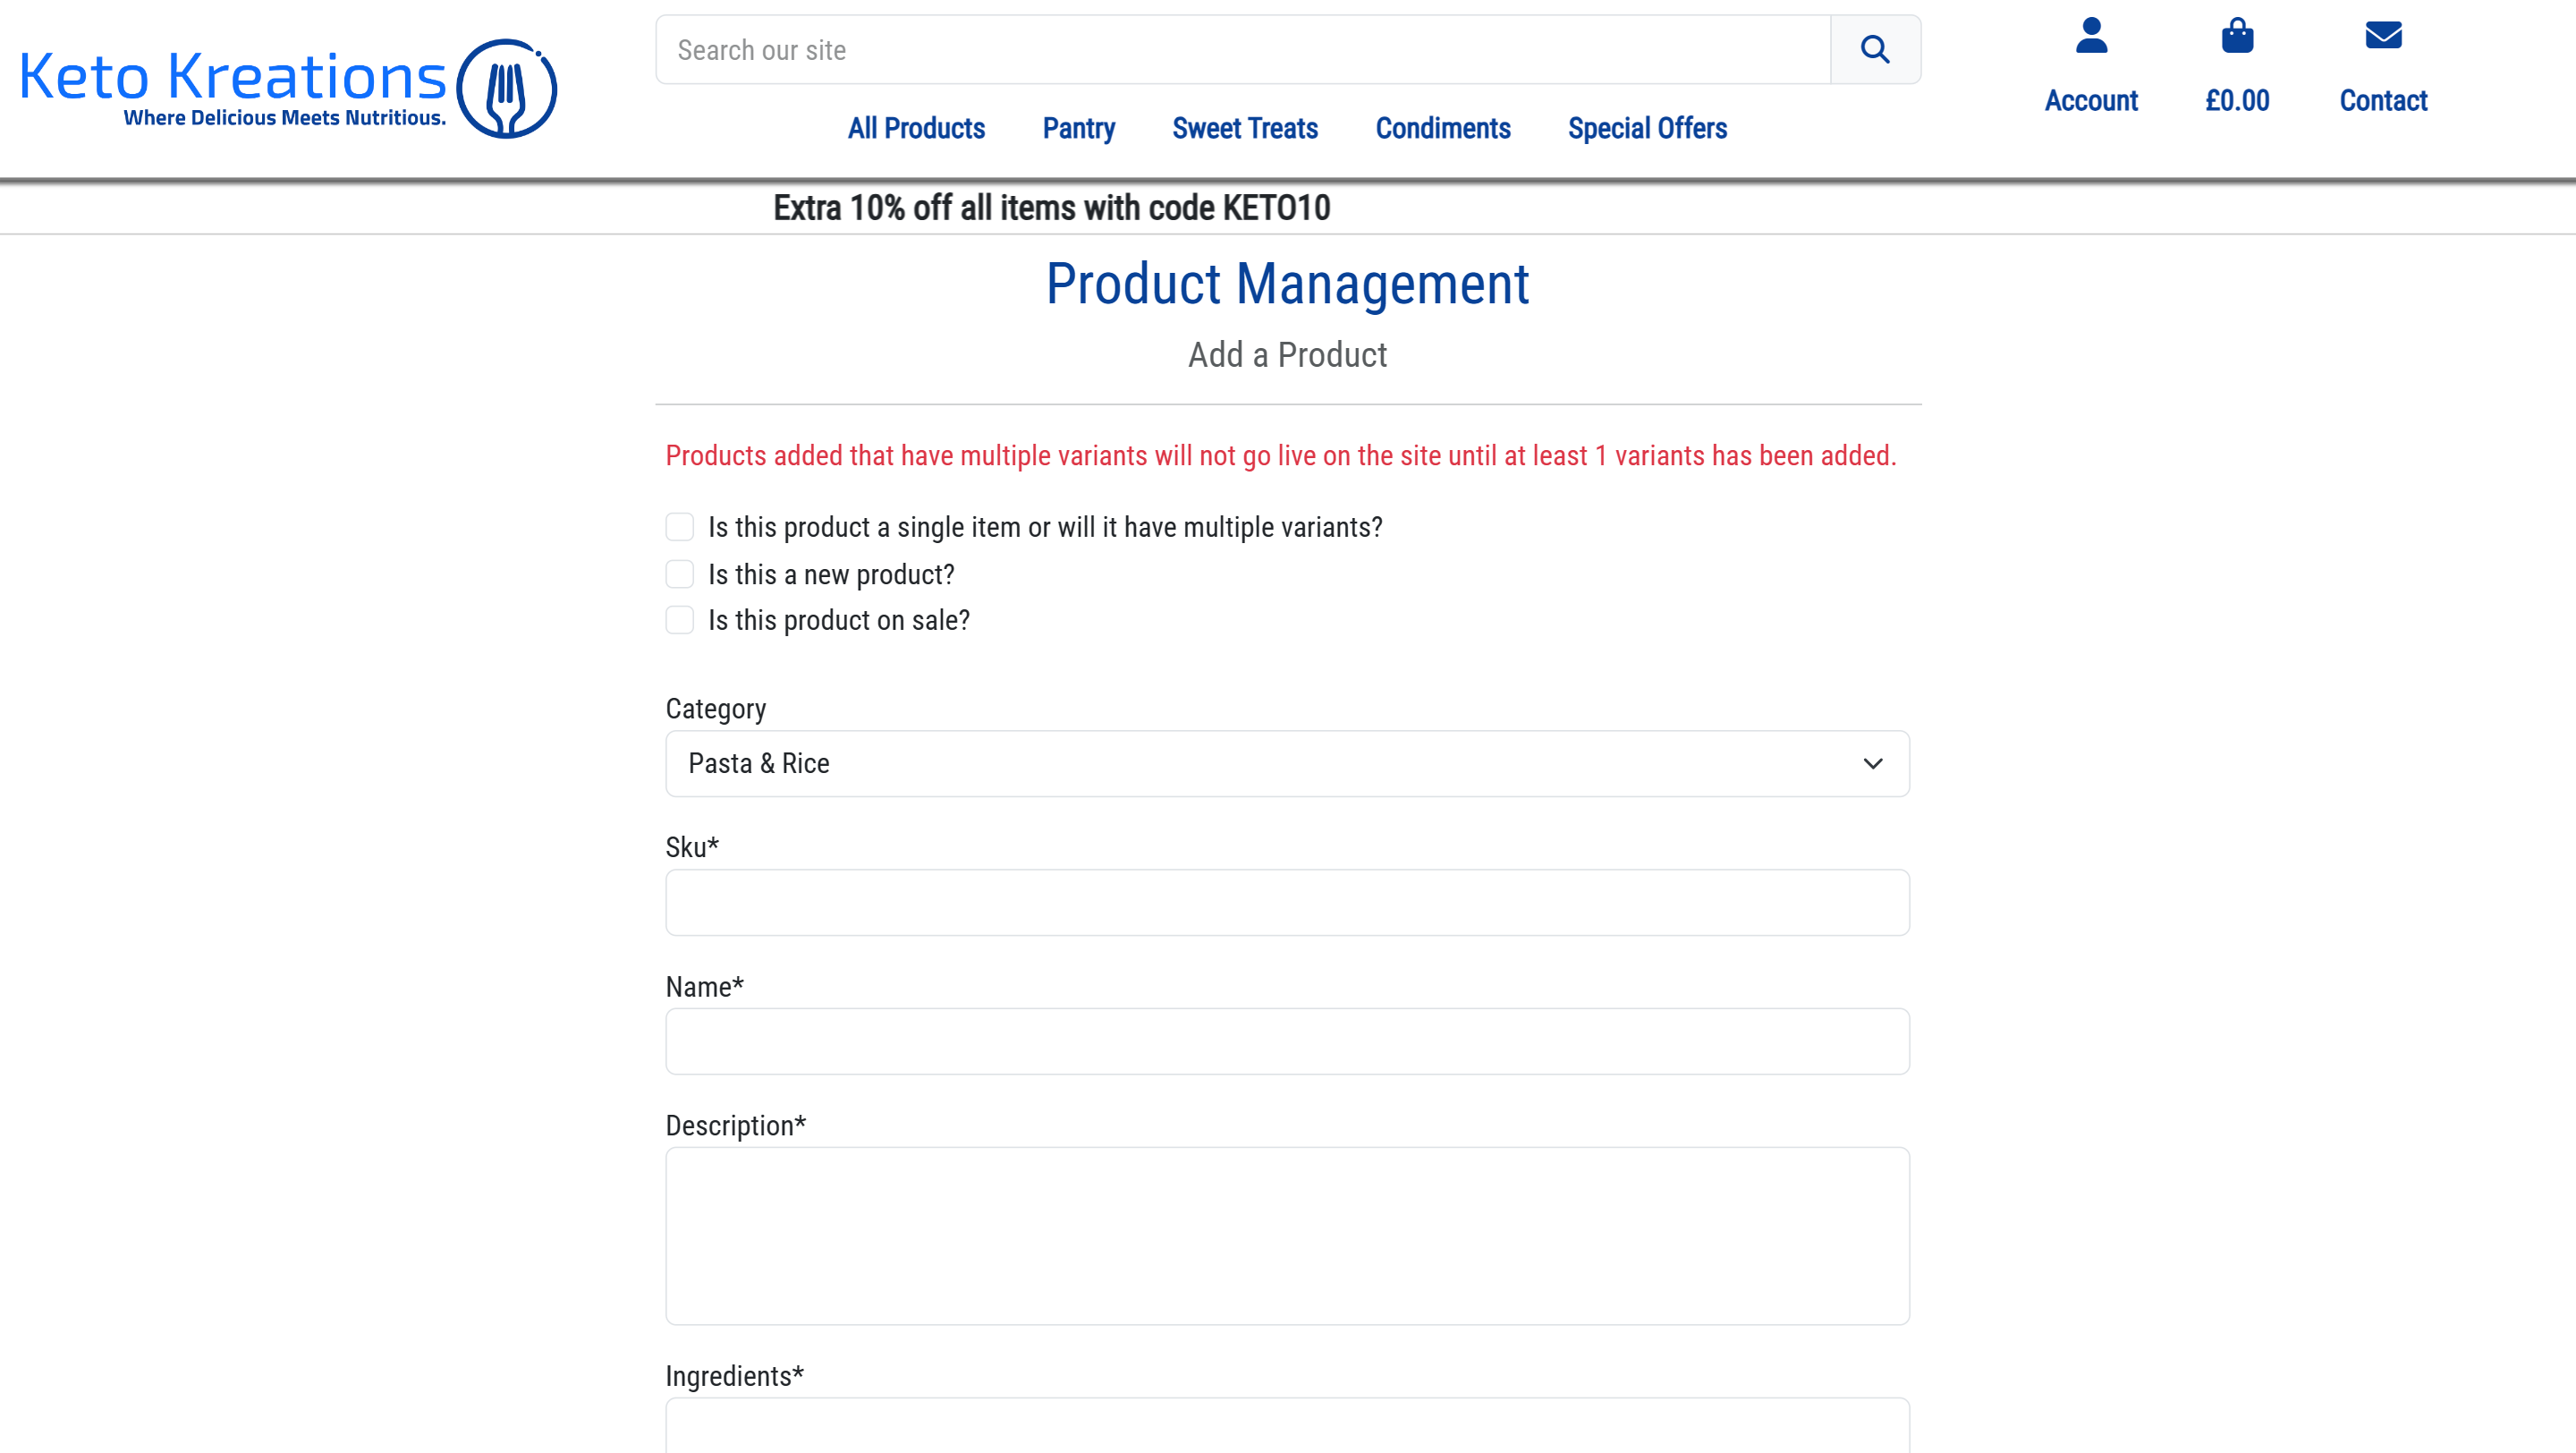 Keto Kreations
Where Delicious Meets Nutritious.
Search our site
Account
£0.00
Contact
All Products
Pantry
Sweet Treats
Condiments
Special Offers
Extra 10% off all items with code KETO10
Product Management
Add a Product
Products added that have multiple variants will not go live on the site until at least 1 variants has been added.
Is this product a single item or will it have multiple variants?
Is this a new product?
Is this product on sale?
Category
Pasta & Rice
Sku*
Name*
Description*
Ingredients*